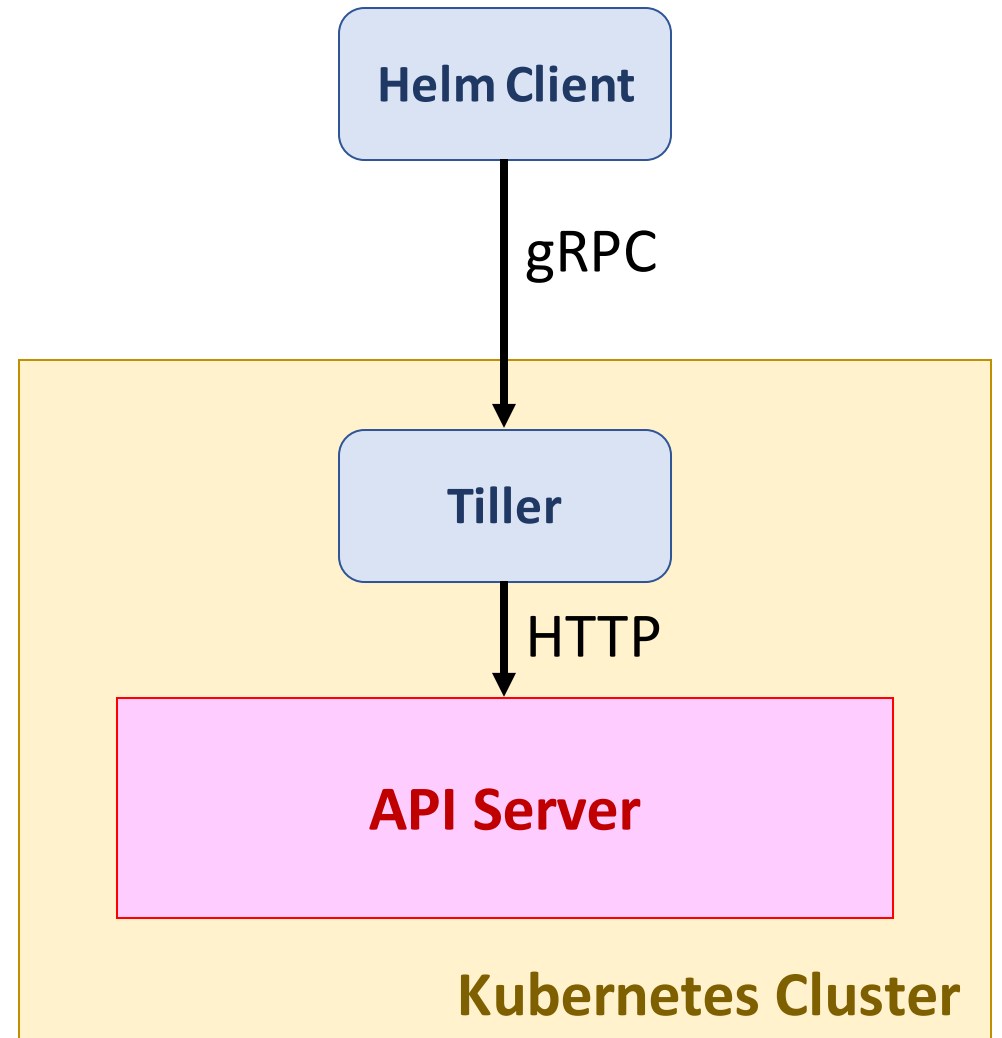 Helm Client
gRPC
Tiller
HTTP
API Server
Kubernetes Cluster